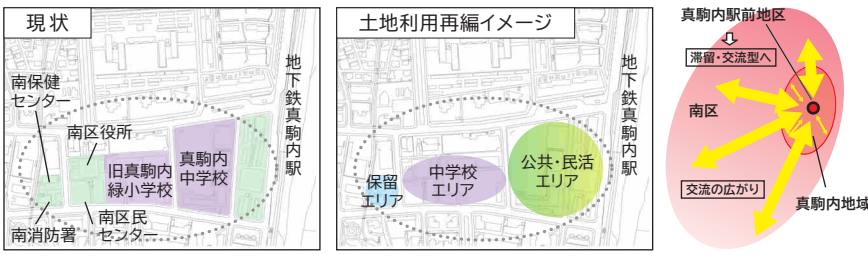 現状
南保健
センター
南区役所
旧真駒内
緑小学校
真駒内
中学校
地下鉄真駒内駅
南消防署
南区民
センター
土地利用再編イメージ
保留
エリア
中学校
エリア
公共・民活
エリア
地下鉄真駒内駅
真駒内駅前地区
滞留・交流型へ
南区
交流の広がり
真駒内地域